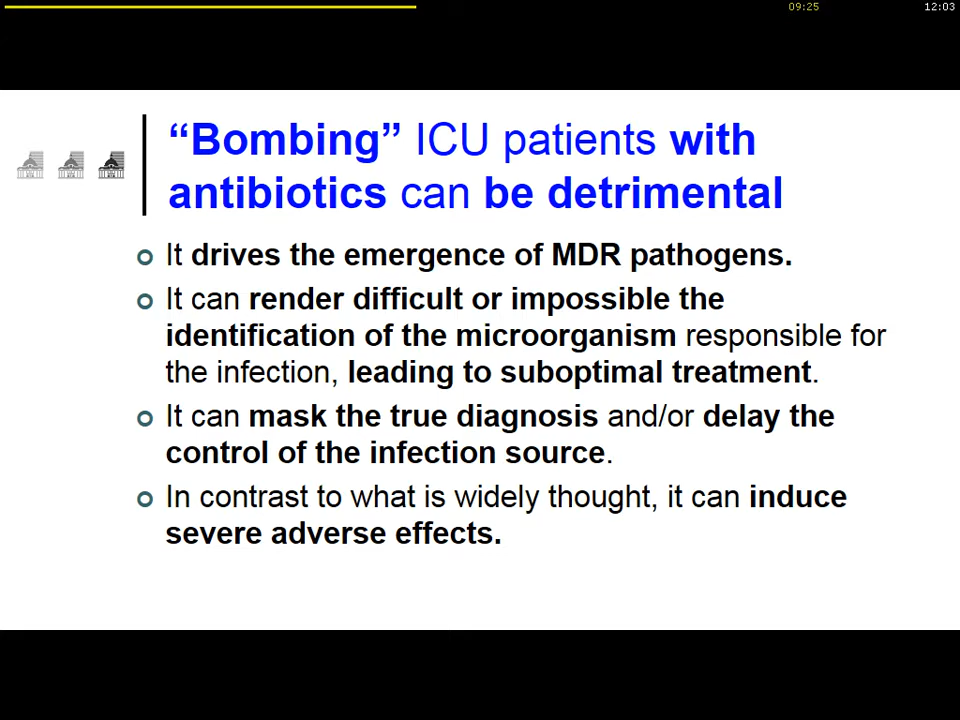 09:25
12:03
“Bombing” ICU patients with
antibiotics can be detrimental
It drives the emergence of MDR pathogens.
It can render difficult or impossible the
identification of the microorganism responsible for
the infection, leading to suboptimal treatment.
It can mask the true diagnosis and/or delay the
control of the infection source.
In contrast to what is widely thought, it can induce
severe adverse effects.